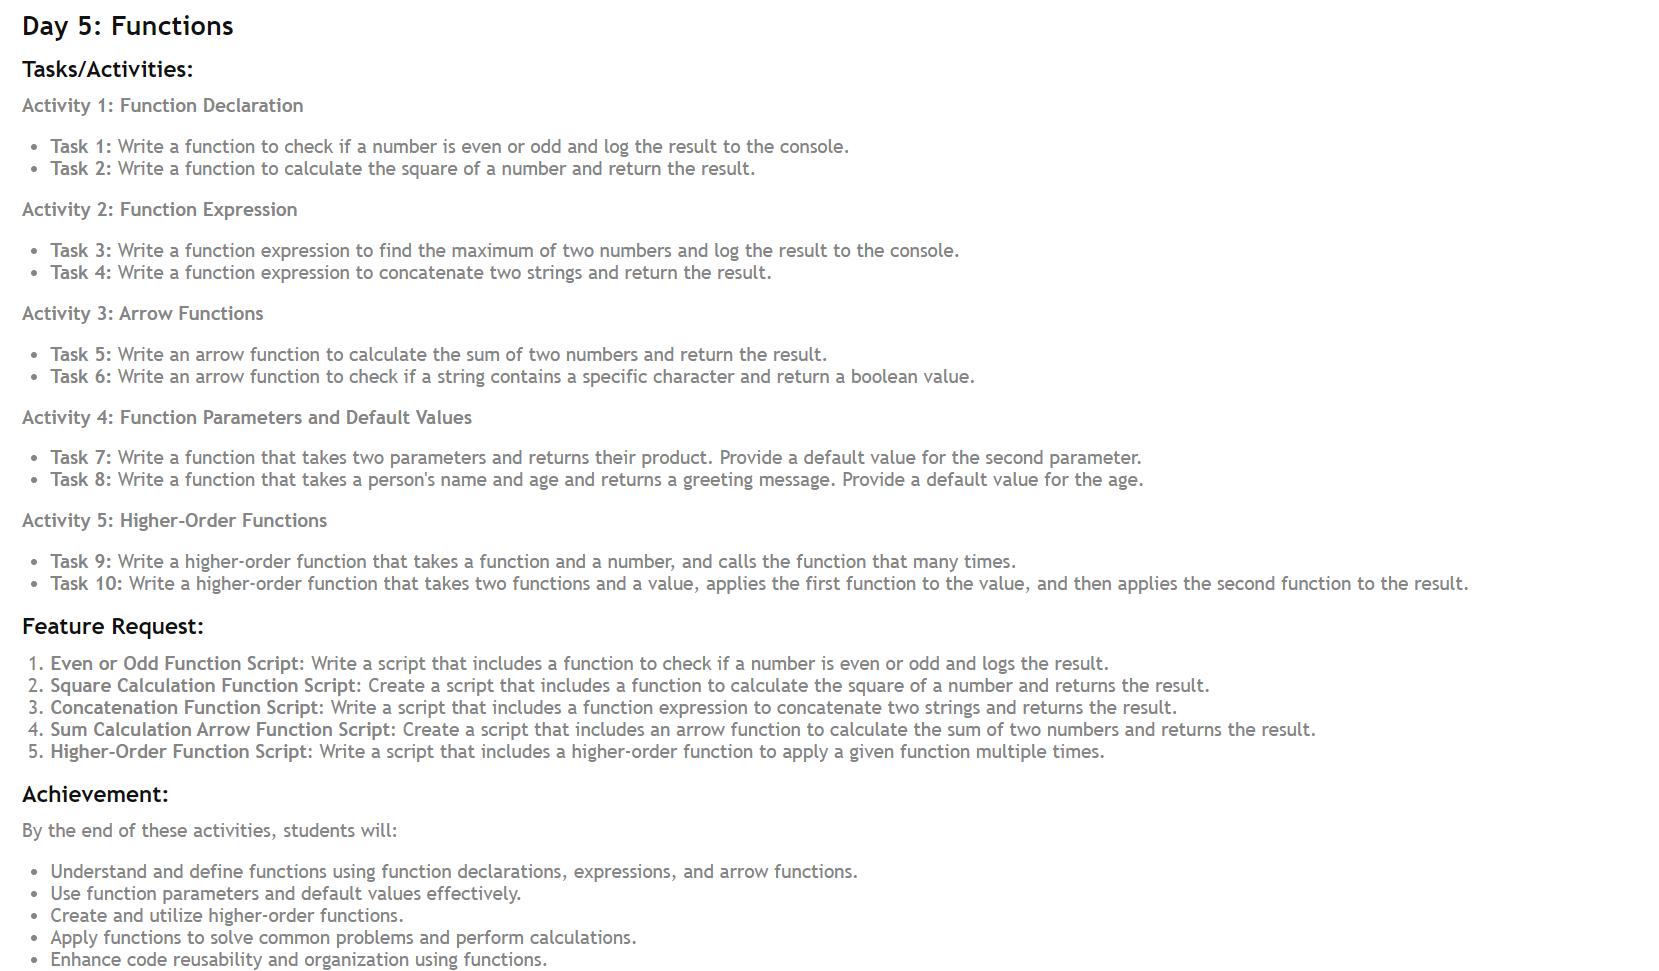 Day 5: Functions
Tasks/Activities:
Activity 1: Function Declaration
• Task 1: Write a function to check if a number is even or odd and log the result to the console.
• Task 2: Write a function to calculate the square of a number and return the result.
Activity 2: Function Expression
• Task 3: Write a function expression to find the maximum of two numbers and log the result to the console.
• Task 4: Write a function expression to concatenate two strings and return the result.
Activity 3: Arrow Functions
• Task 5: Write an arrow function to calculate the sum of two numbers and return the result.
• Task 6: Write an arrow function to check if a string contains a specific character and return a boolean value.
Activity 4: Function Parameters and Default Values
• Task 7: Write a function that takes two parameters and returns their product. Provide a default value for the second parameter.
• Task 8: Write a function that takes a person's name and age and returns a greeting message. Provide a default value for the age.
Activity 5: Higher-Order Functions
• Task 9: Write a higher-order function that takes a function and a number, and calls the function that many times.
• Task 10: Write a higher-order function that takes two functions and a value, applies the first function to the value, and then applies the second function to the result.
Feature Request:
1. Even or Odd Function Script: Write a script that includes a function to check if a number is even or odd and logs the result.
2. Square Calculation Function Script: Create a script that includes a function to calculate the square of a number and returns the result.
3. Concatenation Function Script: Write a script that includes a function expression to concatenate two strings and returns the result.
4. Sum Calculation Arrow Function Script: Create a script that includes an arrow function to calculate the sum of two numbers and returns the result.
5. Higher-Order Function Script: Write a script that includes a higher-order function to apply a given function multiple times.
Achievement:
By the end of these activities, students will:
• Understand and define functions using function declarations, expressions, and arrow functions.
• Use function parameters and default values effectively.
• Create and utilize higher-order functions.
• Apply functions to solve common problems and perform calculations.
• Enhance code reusability and organization using functions.